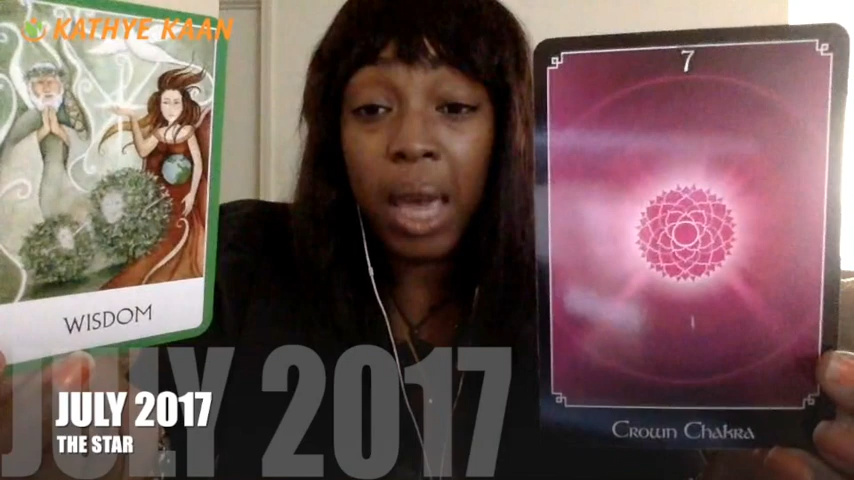 KATHYE KAAN
7
WISDOM
Crown Chakra
JULY 2017
JULY 2017
THE STAR